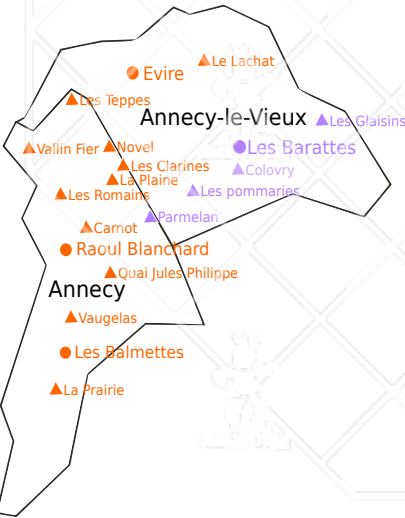 Le Lachat
Evire
Les Teppes
Annecy-le-Vieux
Les Glaisins
Vallin Fier
Novel
Les Barattes
Les Clarines
Colovry
La Plaine
Les Romains
Les pommaries
Parmelan
Carnot
Raoul Blanchard
Quai Jules Philippe
Annecy
Vaugelas
Les Balmettes
La Prairie